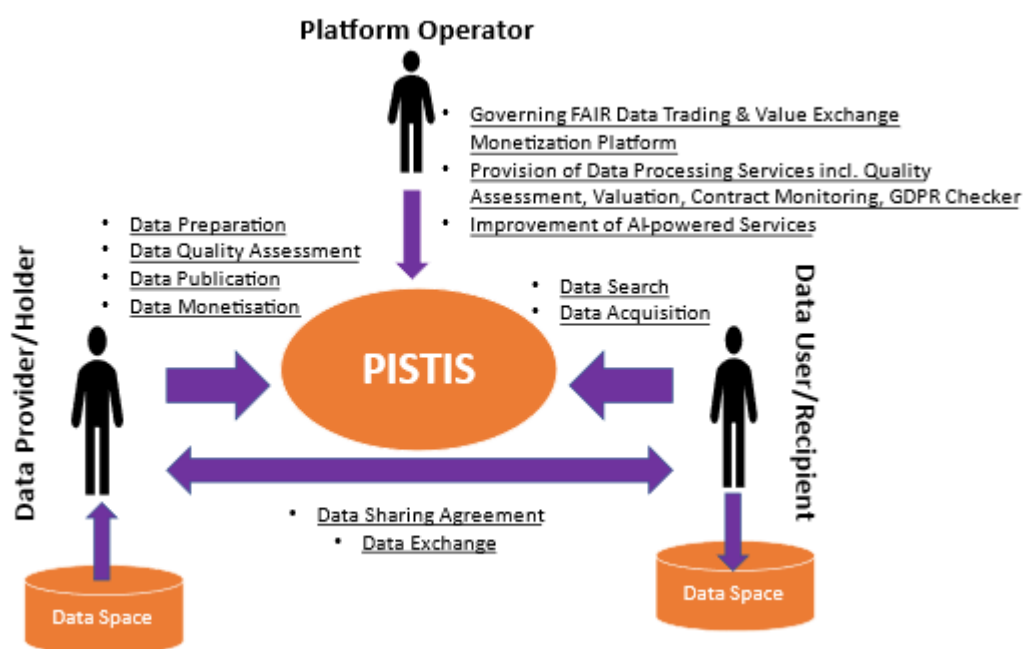 Platform Operator
• Governing FAIR Data Trading & Value Exchange
Monetization Platform
• Provision of Data Processing Services incl. Quality
Assessment, Valuation, Contract Monitoring, GDPR Checker
• Improvement of AI-powered Services
• Data Preparation
• Data Quality Assessment
• Data Publication
• Data Monetisation
Data Provider/Holder
• Data Search
• Data Acquisition
Data User/Recipient
PISTIS
• Data Sharing Agreement
• Data Exchange
Data Space
Data Space